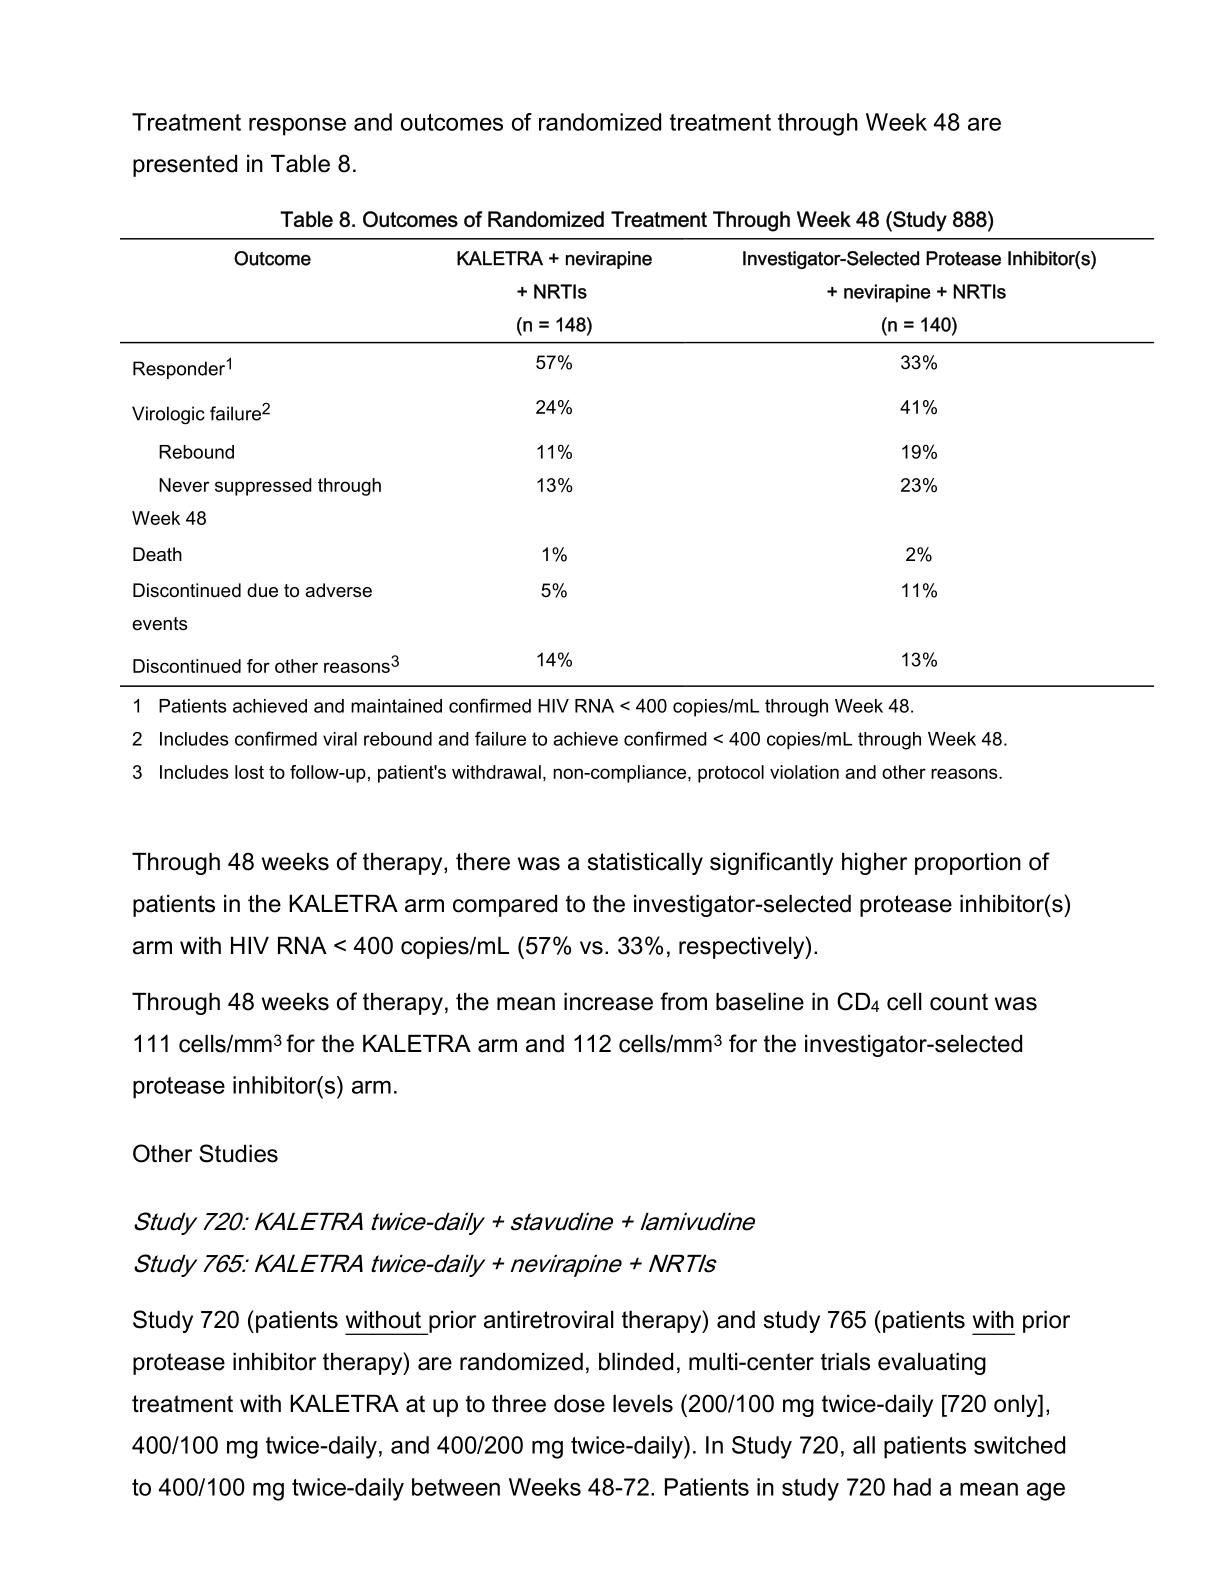 Treatment response and outcomes of randomized treatment through Week 48 are
presented in Table 8.
Table 8. Outcomes of Randomized Treatment Through Week 48 (Study 888)
Outcome KALETRA + nevirapine Investigator-Selected Protease Inhibitor(s)
+ NRTIs + nevirapine + NRTIs
(n = 148) (n = 140)
Responder1 57% 33%
Virologic failure2 24% 41%
Rebound 11% 19%
Never suppressed through 13% 23%
Week 48
Death 1% 2%
Discontinued due to adverse 5% 11%
events
Discontinued for other reasons3 14% 13%
1 Patients achieved and maintained confirmed HIV RNA < 400 copies/mL through Week 48.
2 Includes confirmed viral rebound and failure to achieve confirmed < 400 copies/mL through Week 48.
3 Includes lost to follow-up, patient's withdrawal, non-compliance, protocol violation and other reasons.
Through 48 weeks of therapy, there was a statistically significantly higher proportion of
patients in the KALETRA arm compared to the investigator-selected protease inhibitor(s)
arm with HIV RNA < 400 copies/mL (57% vs. 33%, respectively).
Through 48 weeks of therapy, the mean increase from baseline in CD4 cell count was
111 cells/mm3 for the KALETRA arm and 112 cells/mm3 for the investigator-selected
protease inhibitor(s) arm.
Other Studies
Study 720: KALETRA twice-daily + stavudine + lamivudine
Study 765: KALETRA twice-daily + nevirapine + NRTIs
Study 720 (patients without prior antiretroviral therapy) and study 765 (patients with prior
protease inhibitor therapy) are randomized, blinded, multi-center trials evaluating
treatment with KALETRA at up to three dose levels (200/100 mg twice-daily [720 only],
400/100 mg twice-daily, and 400/200 mg twice-daily). In Study 720, all patients switched
to 400/100 mg twice-daily between Weeks 48-72. Patients in study 720 had a mean age